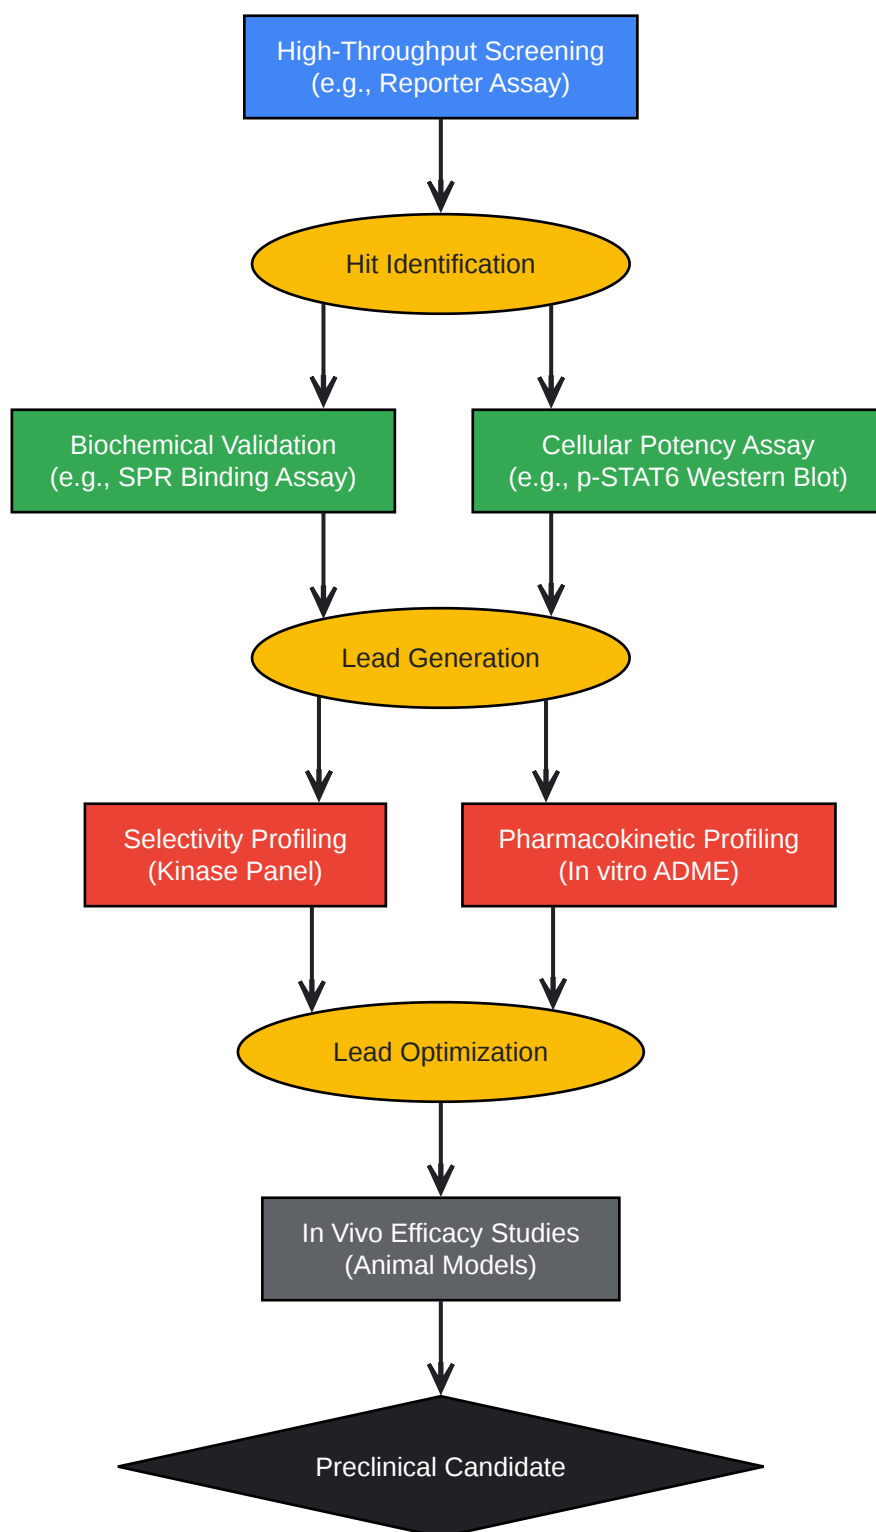 High-Throughput Screening
(e.g., Reporter Assay)
Hit Identification
Biochemical Validation
(e.g., SPR Binding Assay)
Cellular Potency Assay
(e.g., p-STAT6 Western Blot)
Lead Generation
Selectivity Profiling
(Kinase Panel)
Pharmacokinetic Profiling
(In vitro ADME)
Lead Optimization
In Vivo Efficacy Studies
(Animal Models)
Preclinical Candidate